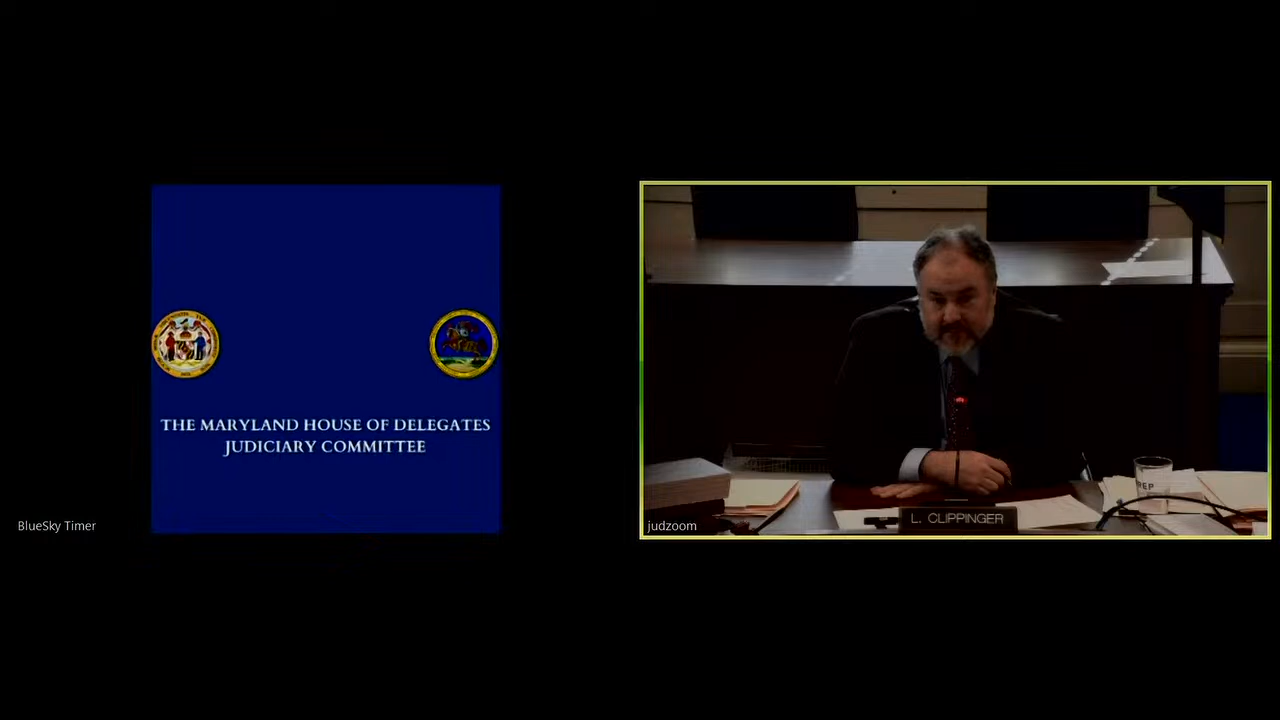 THE MARYLAND HOUSE OF DELEGATES
JUDICIARY COMMITTEE
BlueSky Timer
judzoom
L. CLIPPINGER